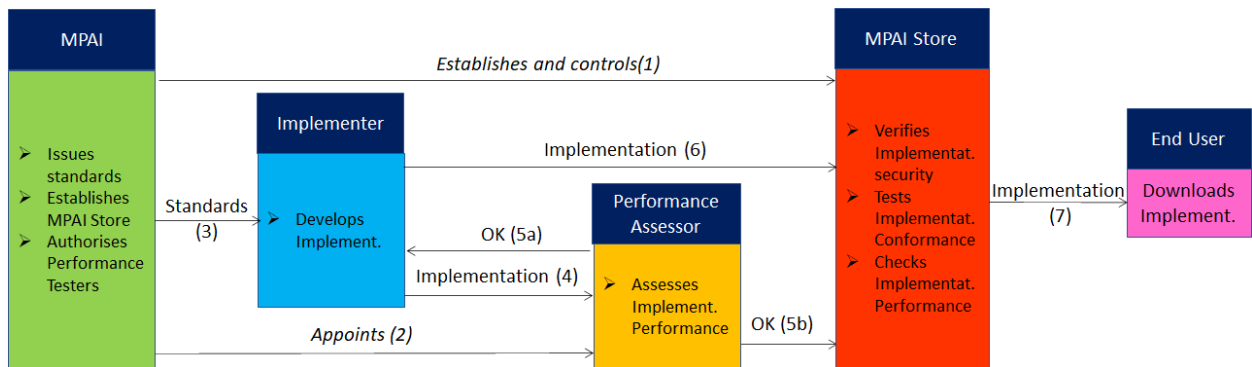 MPAI
➤ Issues
standards
➤ Establishes
MPAI Store
➤ Authorises
Performance
Testers
Establishes and controls(1)
Standards
(3)
Implementer
➤ Develops
Implement.
Implementation (6)
OK (5a)
Implementation (4)
Appoints (2)
Performance
Assessor
➤ Assesses
Implement.
Performance
OK (5b)
MPAI Store
➤ Verifies
Implementat.
security
➤ Tests
Implementat.
Conformance
➤ Checks
Implementat.
Performance
Implementation
(7)
End User
Downloads
Implement.